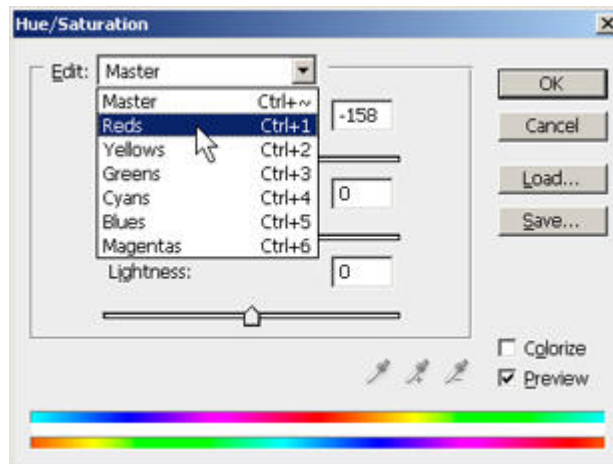 Hue/Saturation
Edit: Master
Master Ctrl+~
Reds Ctrl+1
Yellows Ctrl+2
Greens Ctrl+3
Cyans Ctrl+4
Blues Ctrl+5
Magentas Ctrl+6
-158
0
Lightness: 0
OK
Cancel
Load...
Save...
Colorize
Preview